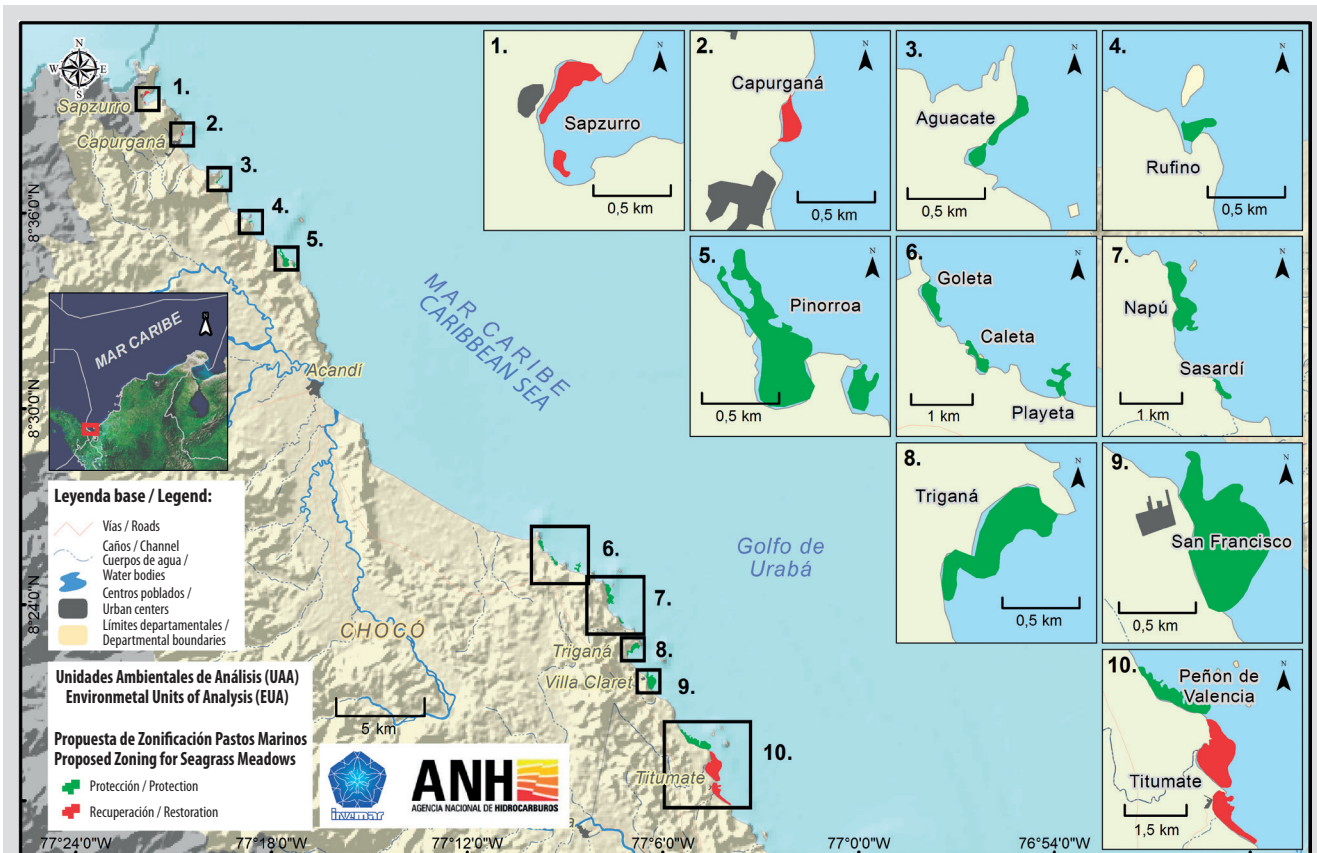 N
W E
S
1.
Sapzurro
2.
Capurganá
3.
4.
5.
8°36'0"N
8°30'0"N
8°24'0"N
MAR CARIBE
CARIBBEAN SEA
Acandí
N
MAR CARIBE
Golfo de
Urabá
6.
7.
CHOCÓ
Triganá
8.
Villa Claret
9.
5 km
10.
Titumate
Leyenda base / Legend:
Vías / Roads
Caños / Channel
Cuerpos de agua /
Water bodies
Centros poblados /
Urban centers
Límites departamentales /
Departmental boundaries
Unidades Ambientales de Análisis (UAA)
Environmetal Units of Analysis (EUA)
Propuesta de Zonificación Pastos Marinos
Proposed Zoning for Seagrass Meadows
Protección / Protection
Recuperación / Restoration
invemar
ANH
AGENCIA NACIONAL DE HIDROCARBUROS
77°24'0"W
77°18'0"W
77°12'0"W
77°6'0"W
77°0'0"W
76°54'0"W
1.
N
Sapzurro
0,5 km
2.
N
Capurganá
0,5 km
3.
N
Aguacate
0,5 km
4.
N
Rufino
0,5 km
5.
N
Pinorroa
0,5 km
6.
N
Goleta
Caleta
Playeta
1 km
7.
N
Napú
Sasardí
1 km
8.
N
Triganá
0,5 km
9.
N
San Francisco
0,5 km
10.
N
Peñón de
Valencia
Titumate
1,5 km